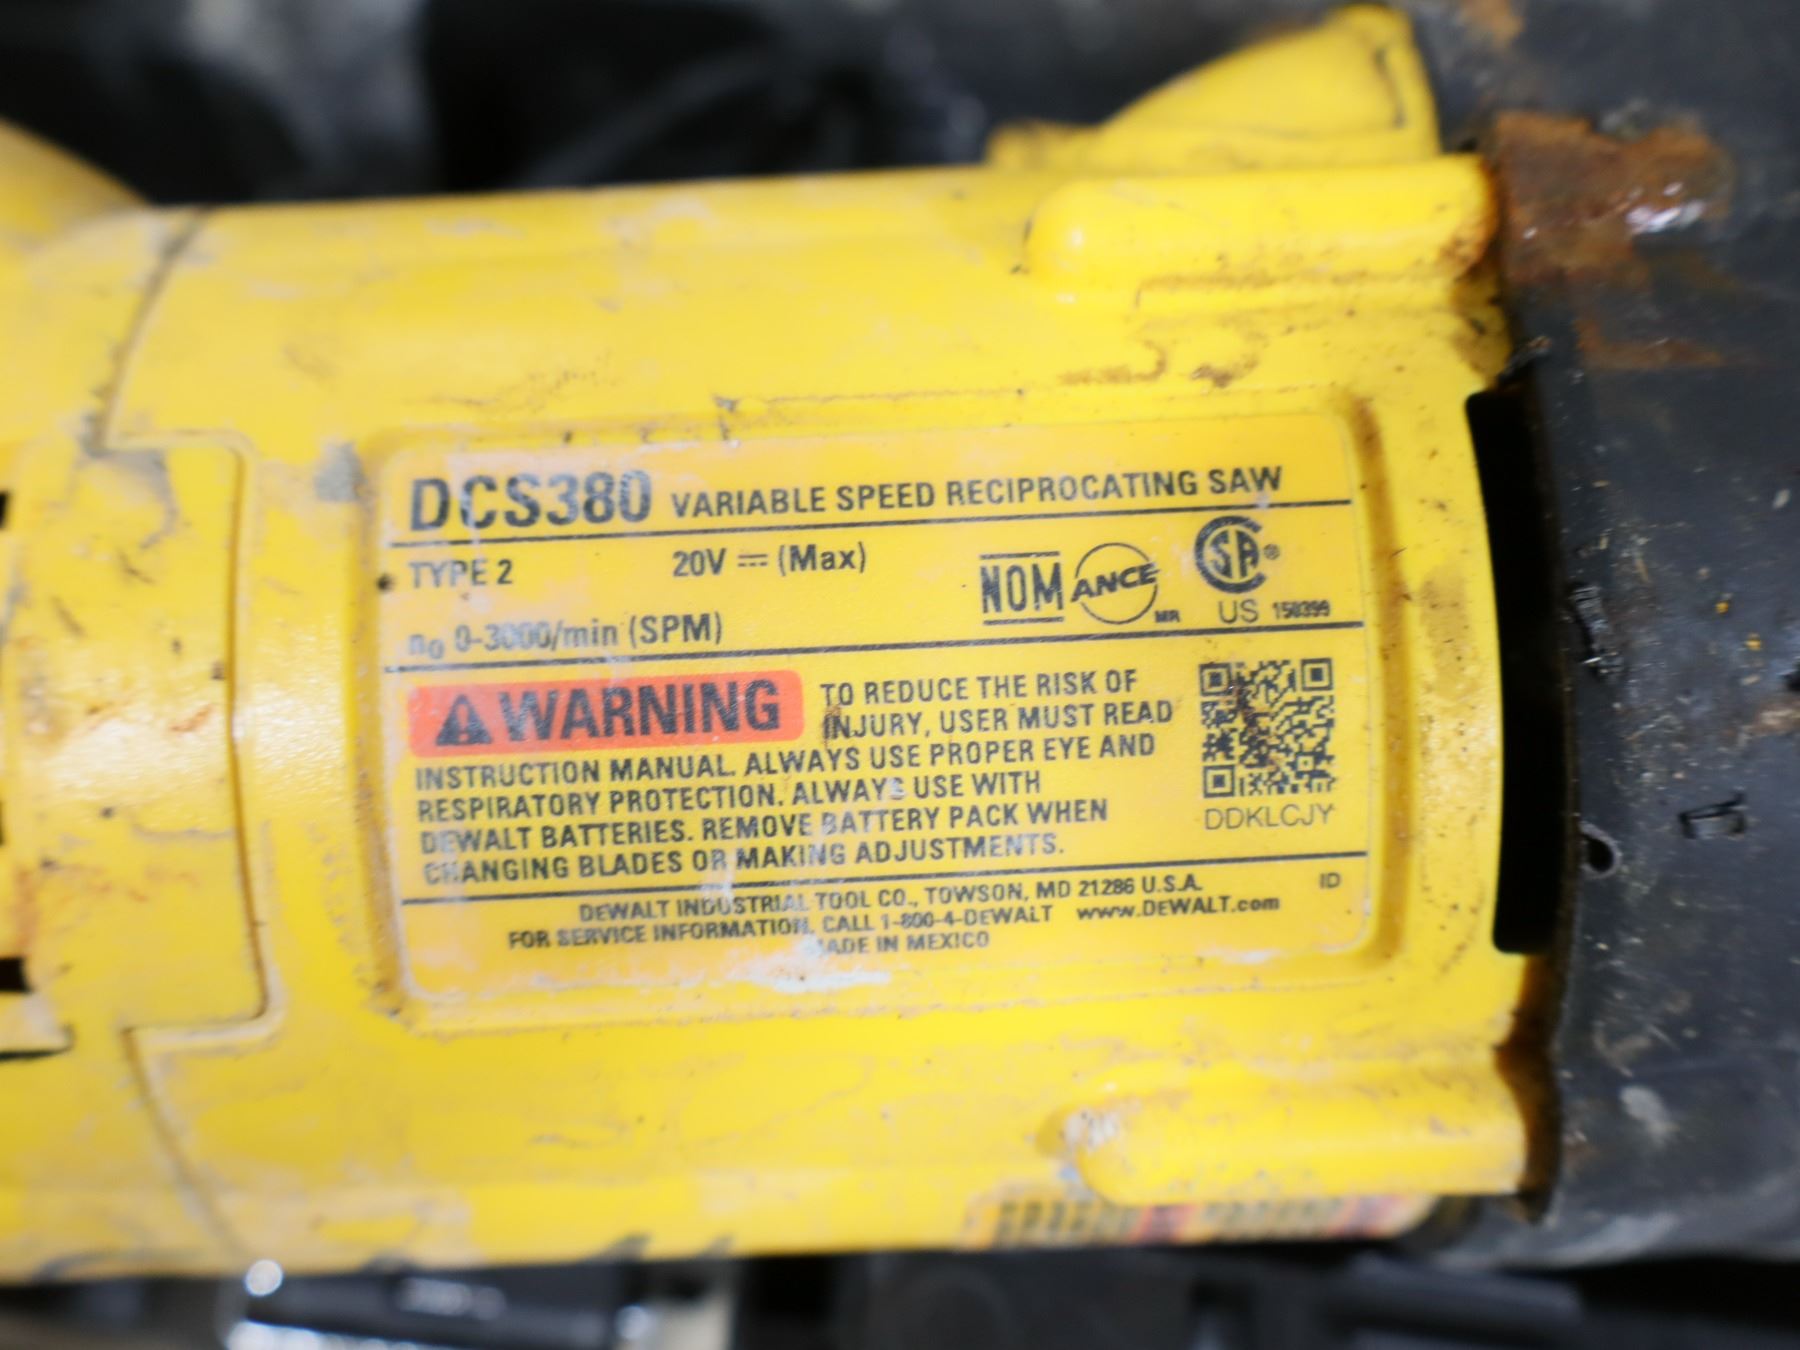 DCS380 VARIABLE SPEED RECIPROCATING SAW
TYPE 2 20V ⎓ (Max)
NOM ANCE MR CSA ® US 150399
n0 0-3000/min (SPM)
⚠ WARNING TO REDUCE THE RISK OF
INJURY, USER MUST READ
INSTRUCTION MANUAL. ALWAYS USE PROPER EYE AND
RESPIRATORY PROTECTION. ALWAYS USE WITH
DEWALT BATTERIES. REMOVE BATTERY PACK WHEN
CHANGING BLADES OR MAKING ADJUSTMENTS.
DDKLCJY
DEWALT INDUSTRIAL TOOL CO., TOWSON, MD 21286 U.S.A.
ID
FOR SERVICE INFORMATION, CALL 1-800-4-DEWALT www.DEWALT.com
MADE IN MEXICO